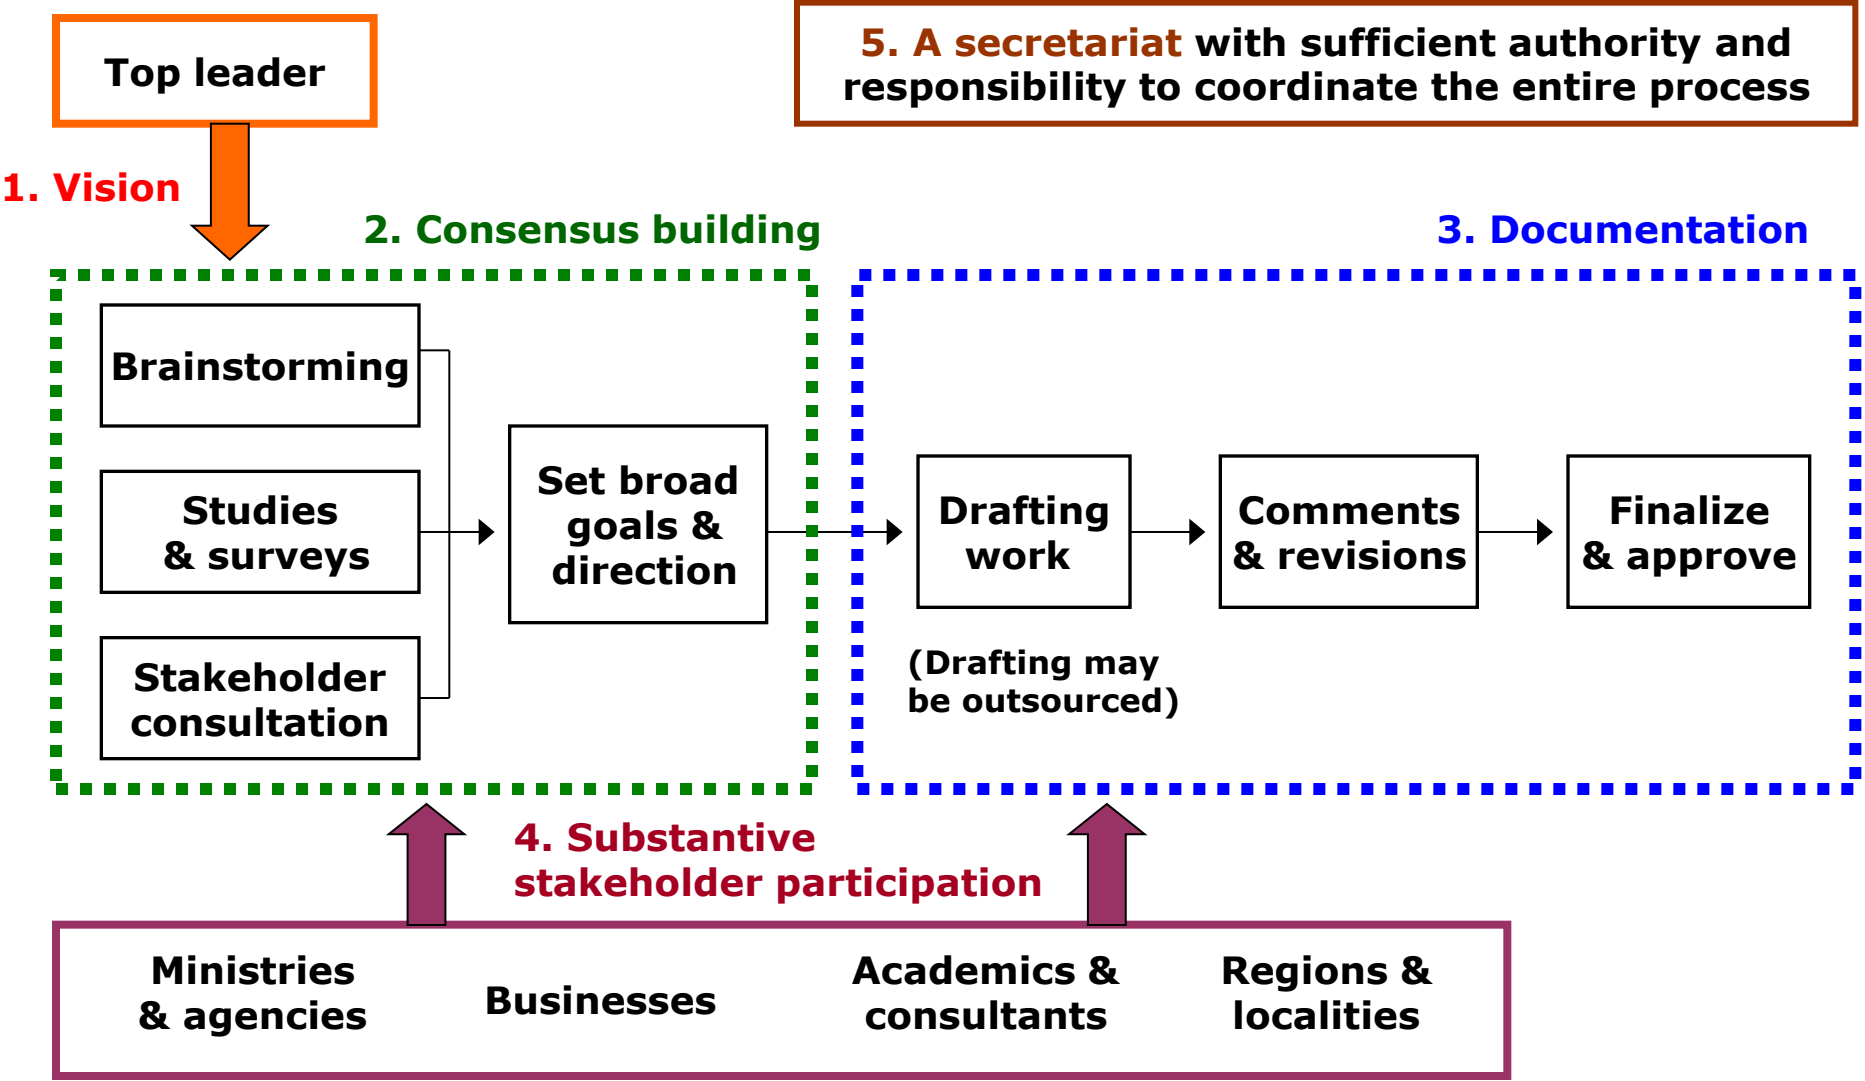 Top leader
5. A secretariat with sufficient authority and
responsibility to coordinate the entire process
1. Vision
2. Consensus building
3. Documentation
Brainstorming
Studies
& surveys
Stakeholder
consultation
Set broad
goals &
direction
Drafting
work
(Drafting may
be outsourced)
Comments
& revisions
Finalize
& approve
4. Substantive
stakeholder participation
Ministries
& agencies
Businesses
Academics &
consultants
Regions &
localities